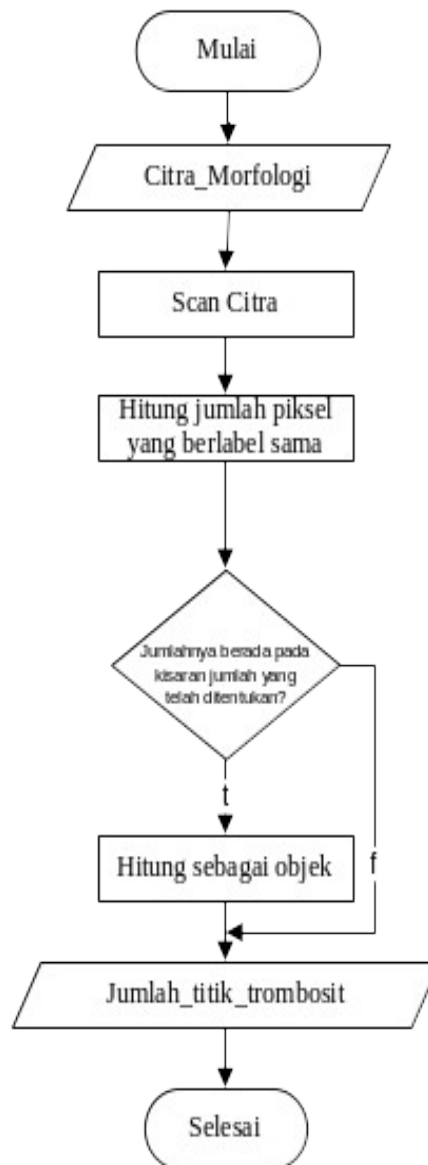 Mulai
Citra_Morfologi
Scan Citra
Hitung jumlah piksel
yang berlabel sama
Jumlahnya berada pada
kisaran jumlah yang
telah ditentukan?
t
Hitung sebagai objek
f
Jumlah_titik_trombosit
Selesai